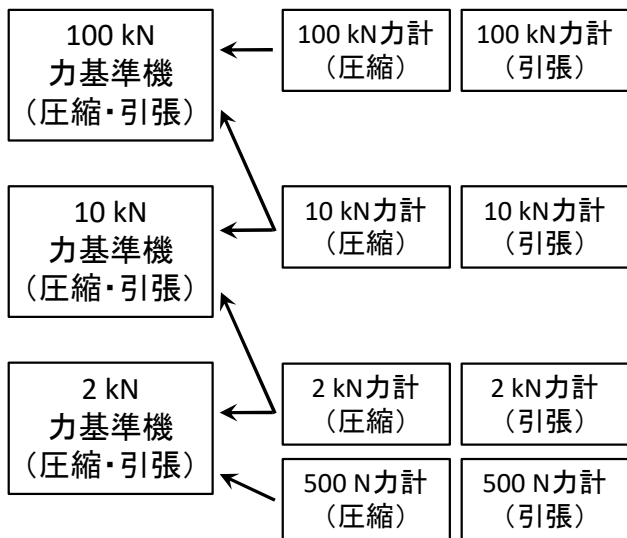 100 kN
力基準機
（圧縮・引張）
100 kN力計
（圧縮）
100 kN力計
（引張）
10 kN
力基準機
（圧縮・引張）
10 kN力計
（圧縮）
10 kN力計
（引張）
2 kN
力基準機
（圧縮・引張）
2 kN力計
（圧縮）
2 kN力計
（引張）
500 N力計
（圧縮）
500 N力計
（引張）